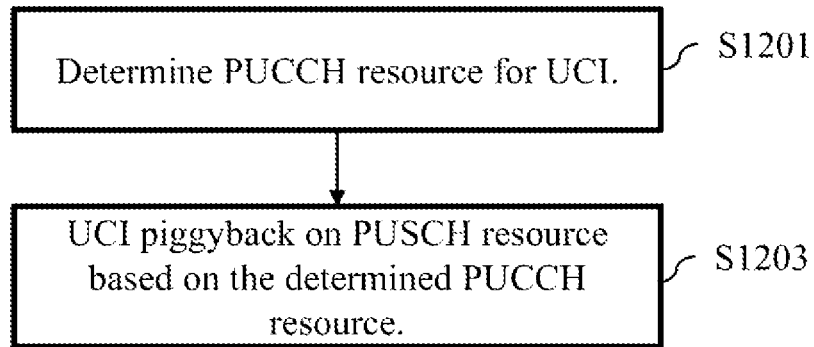 Determine PUCCH resource for UCI.
S1201
UCI piggyback on PUSCH resource
based on the determined PUCCH
resource.
S1203